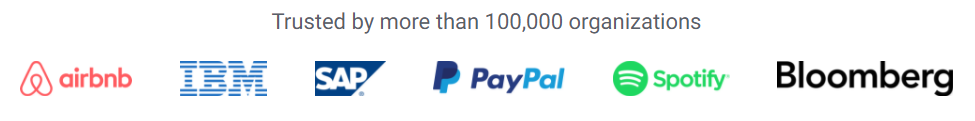 Trusted by more than 100,000 organizations
airbnb IBM SAP PayPal Spotify Bloomberg